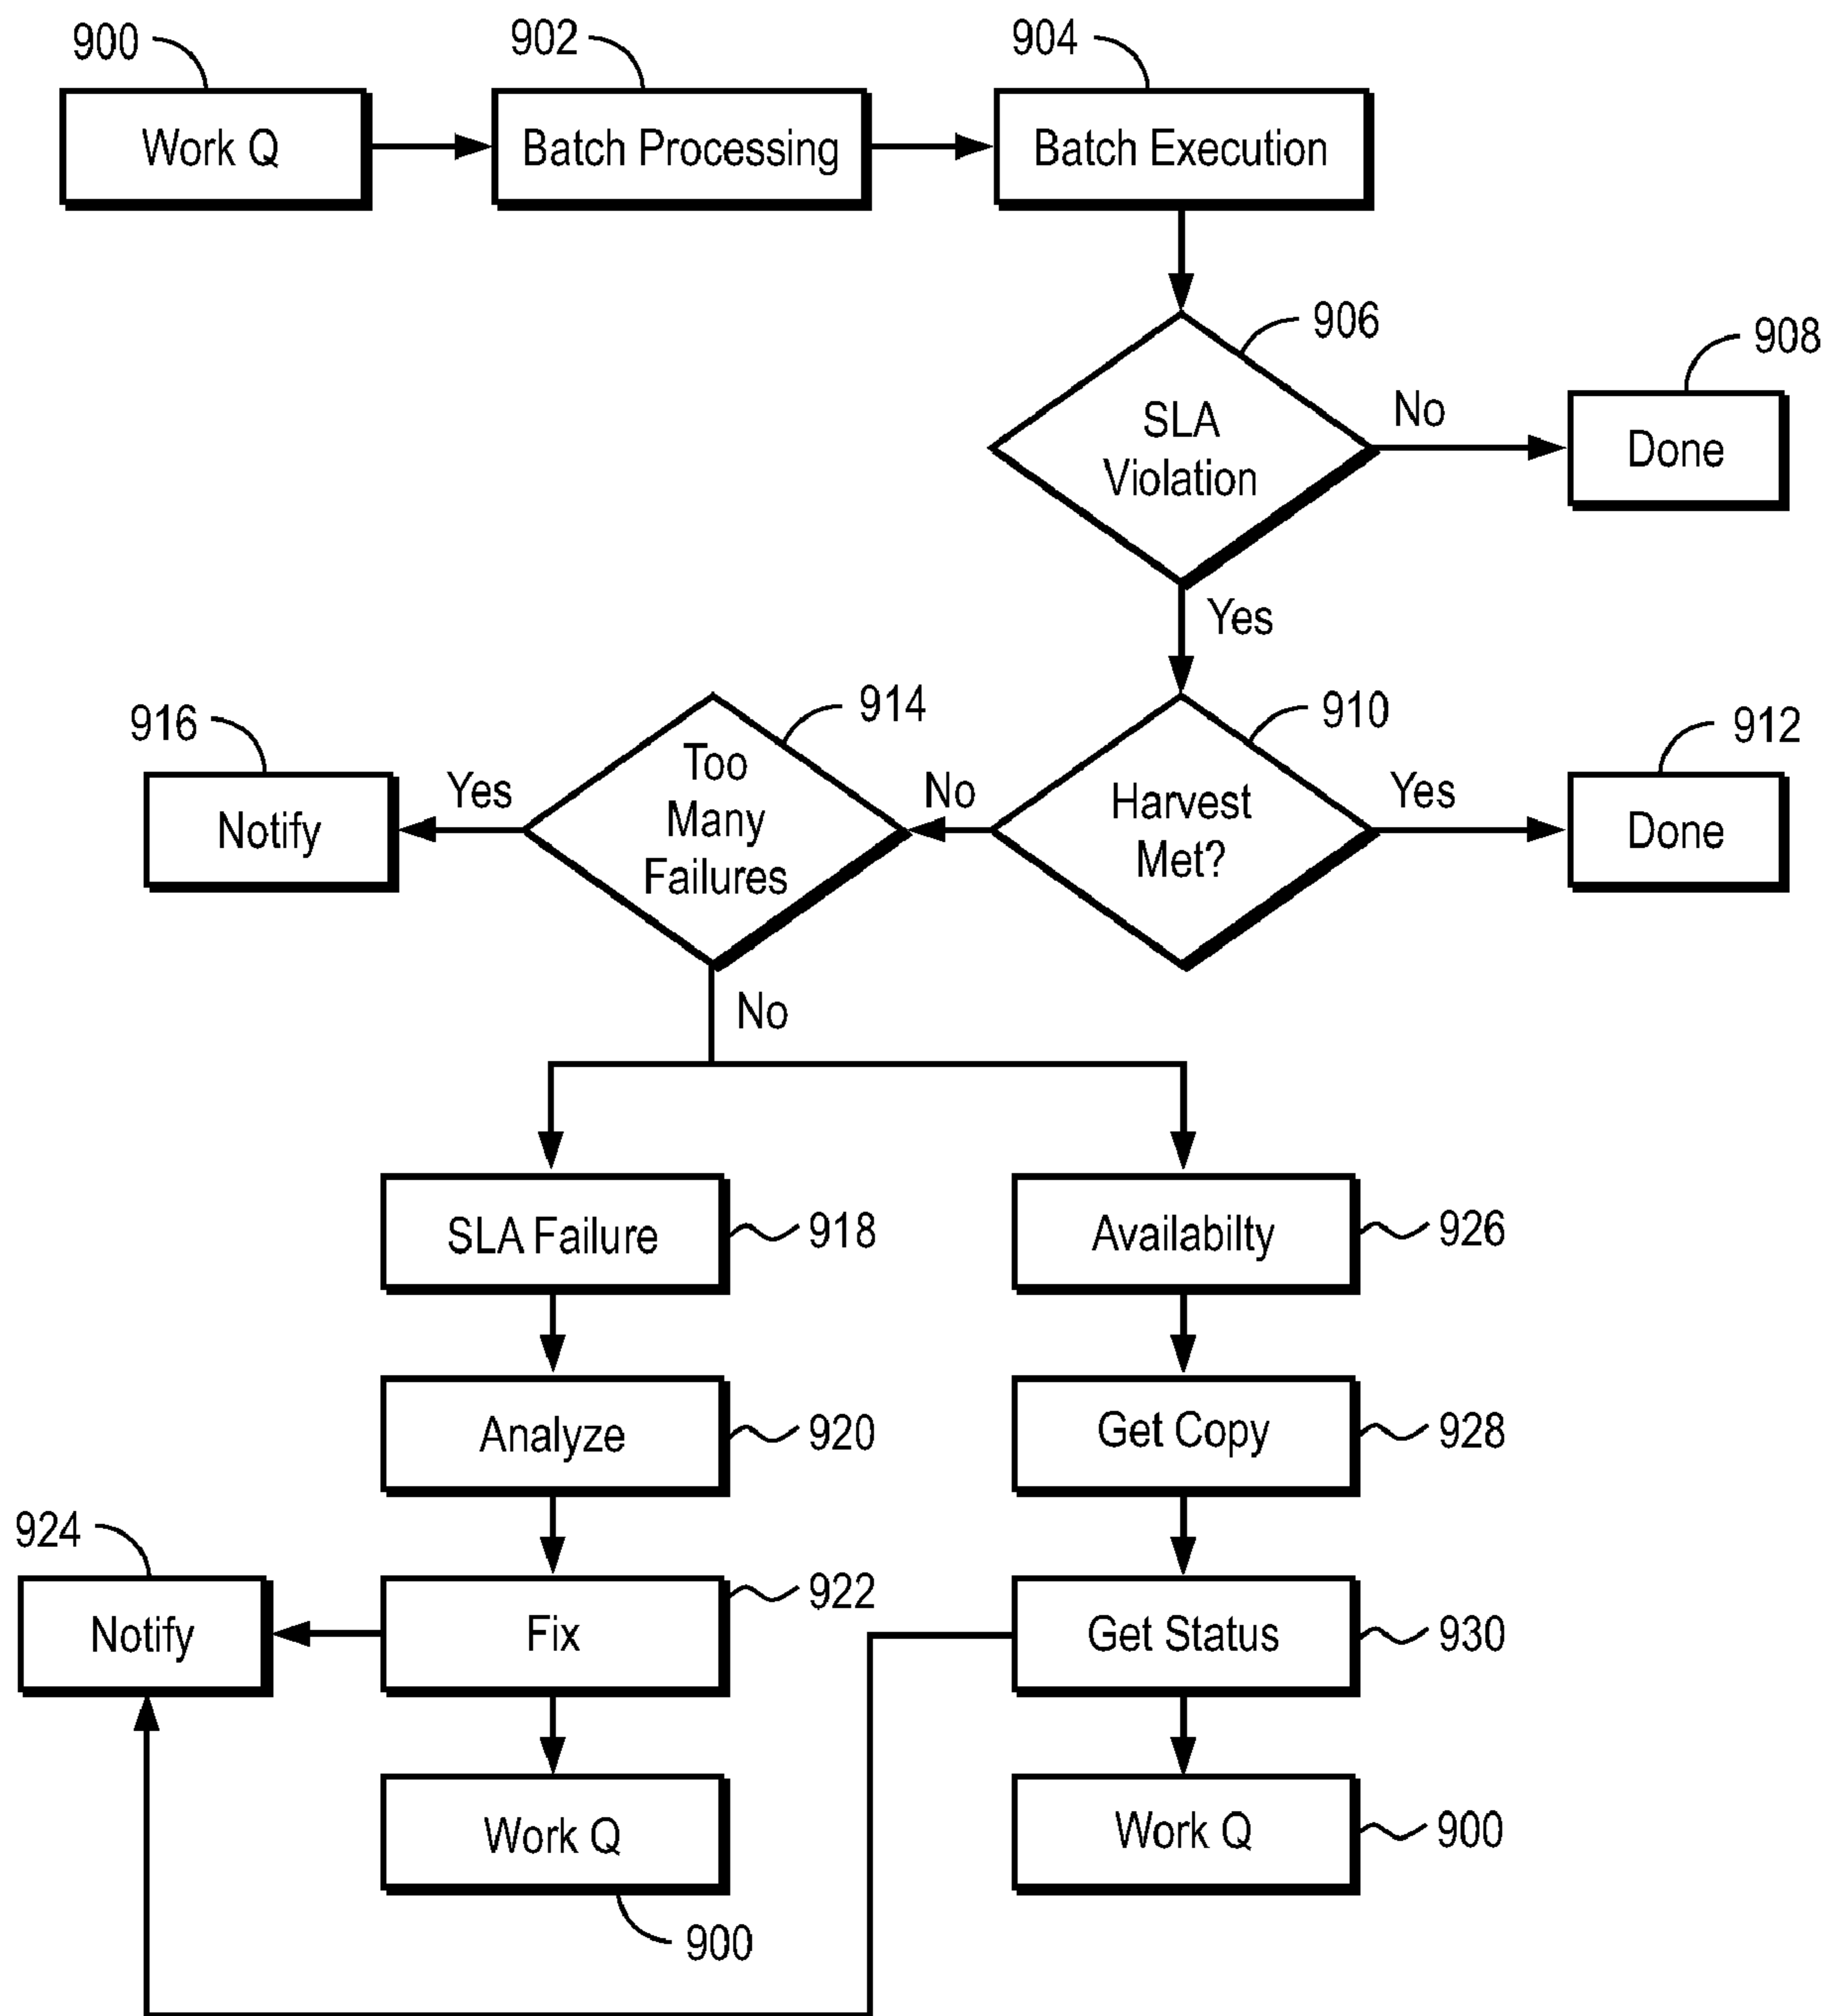 900
902
904
Work Q
Batch Processing
Batch Execution
906
908
SLA
Violation
No
Done
Yes
914
910
916
912
Too
Many
Failures
Yes
Notify
No
Harvest
Met?
Yes
Done
No
SLA Failure
918
Availabilty
926
Analyze
920
Get Copy
928
924
922
Notify
Fix
Get Status
930
Work Q
Work Q
900
900